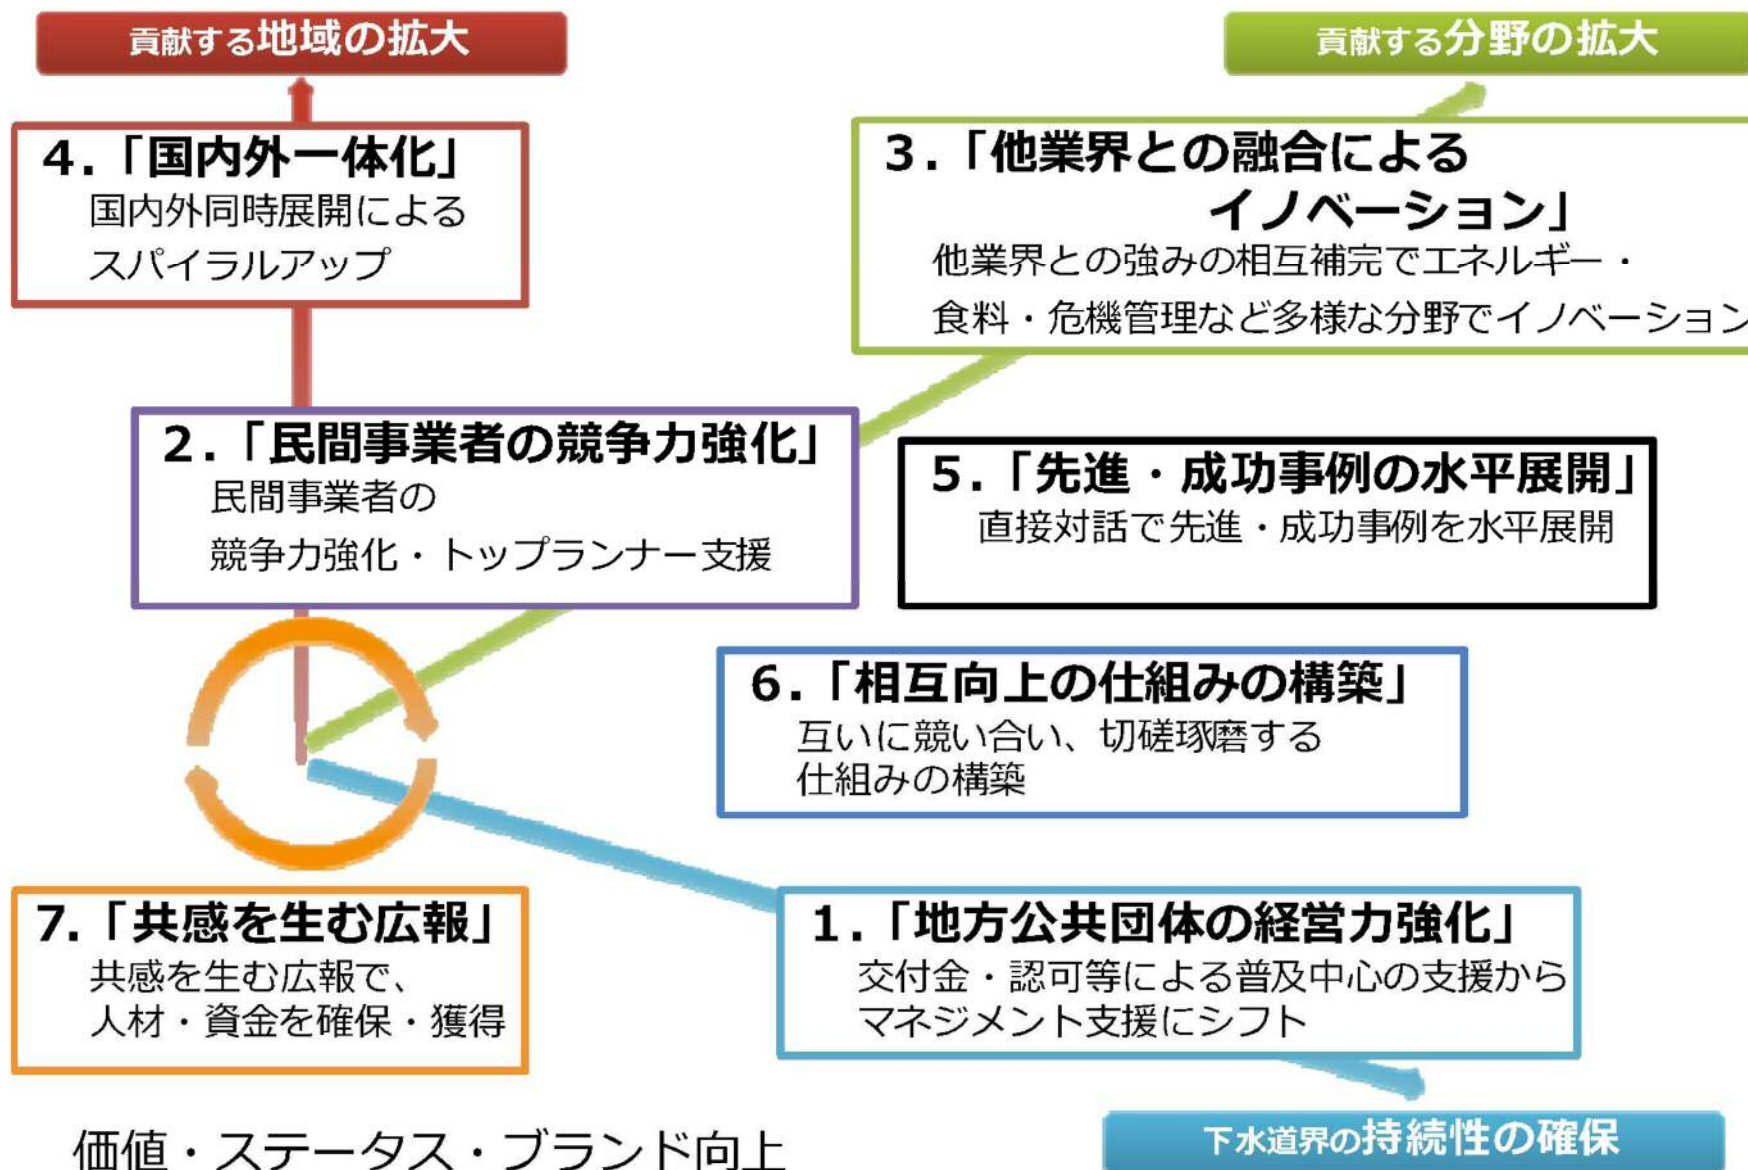 貢献する地域の拡大
貢献する分野の拡大
4.「国内外一体化」
国内外同時展開による
スパイラルアップ
3.「他業界との融合による
イノベーション」
他業界との強みの相互補完でエネルギー・
食料・危機管理など多様な分野でイノベーション
2.「民間事業者の競争力強化」
民間事業者の
競争力強化・トップランナー支援
5.「先進・成功事例の水平展開」
直接対話で先進・成功事例を水平展開
6.「相互向上の仕組みの構築」
互いに競い合い、切磋琢磨する
仕組みの構築
7.「共感を生む広報」
共感を生む広報で、
人材・資金を確保・獲得
1.「地方公共団体の経営力強化」
交付金・認可等による普及中心の支援から
マネジメント支援にシフト
価値・ステータス・ブランド向上
下水道界の持続性の確保